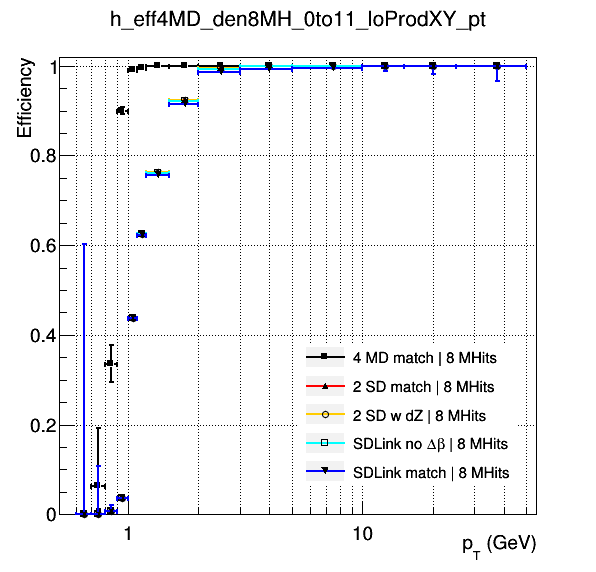 h_eff4MD_den8MH_0to11_loProdXY_pt
Efficiency
1
0.8
0.6
0.4
0.2
0
4 MD match | 8 MHits
2 SD match | 8 MHits
2 SD w dZ | 8 MHits
SDLink no Δβ | 8 MHits
SDLink match | 8 MHits
1
10
p_T (GeV)